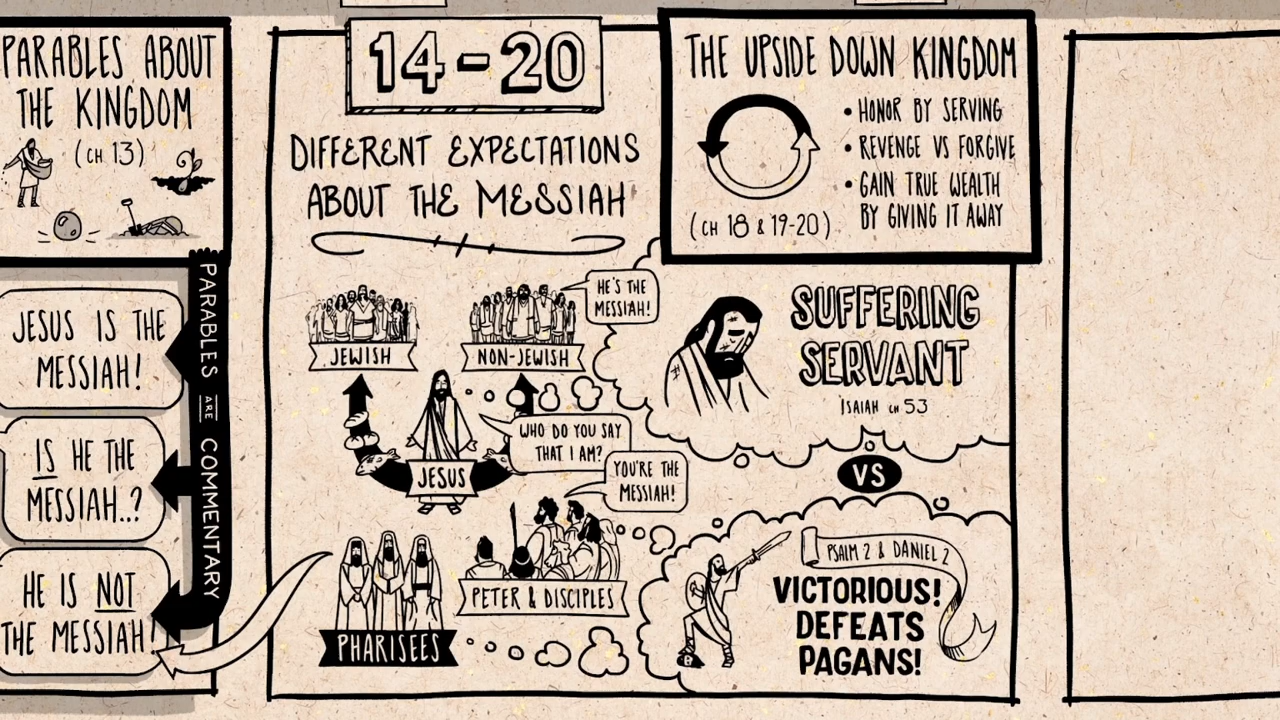 PARABLES ABOUT
THE KINGDOM
(CH 13)
JESUS IS THE
MESSIAH!
IS HE THE
MESSIAH..?
HE IS NOT
THE MESSIAH!
PARABLES ARE COMMENTARY
14-20
DIFFERENT EXPECTATIONS
ABOUT THE MESSIAH
JEWISH
NON-JEWISH
HE'S THE
MESSIAH!
JESUS
WHO DO YOU SAY
THAT I AM?
YOU'RE THE
MESSIAH!
PHARISEES
PETER & DISCIPLES
THE UPSIDE DOWN KINGDOM
• HONOR BY SERVING
• REVENGE VS FORGIVE
• GAIN TRUE WEALTH
BY GIVING IT AWAY
(CH 18 & 19-20)
SUFFERING
SERVANT
ISAIAH CH 53
VS
PSALM 2 & DANIEL 2
VICTORIOUS!
DEFEATS
PAGANS!